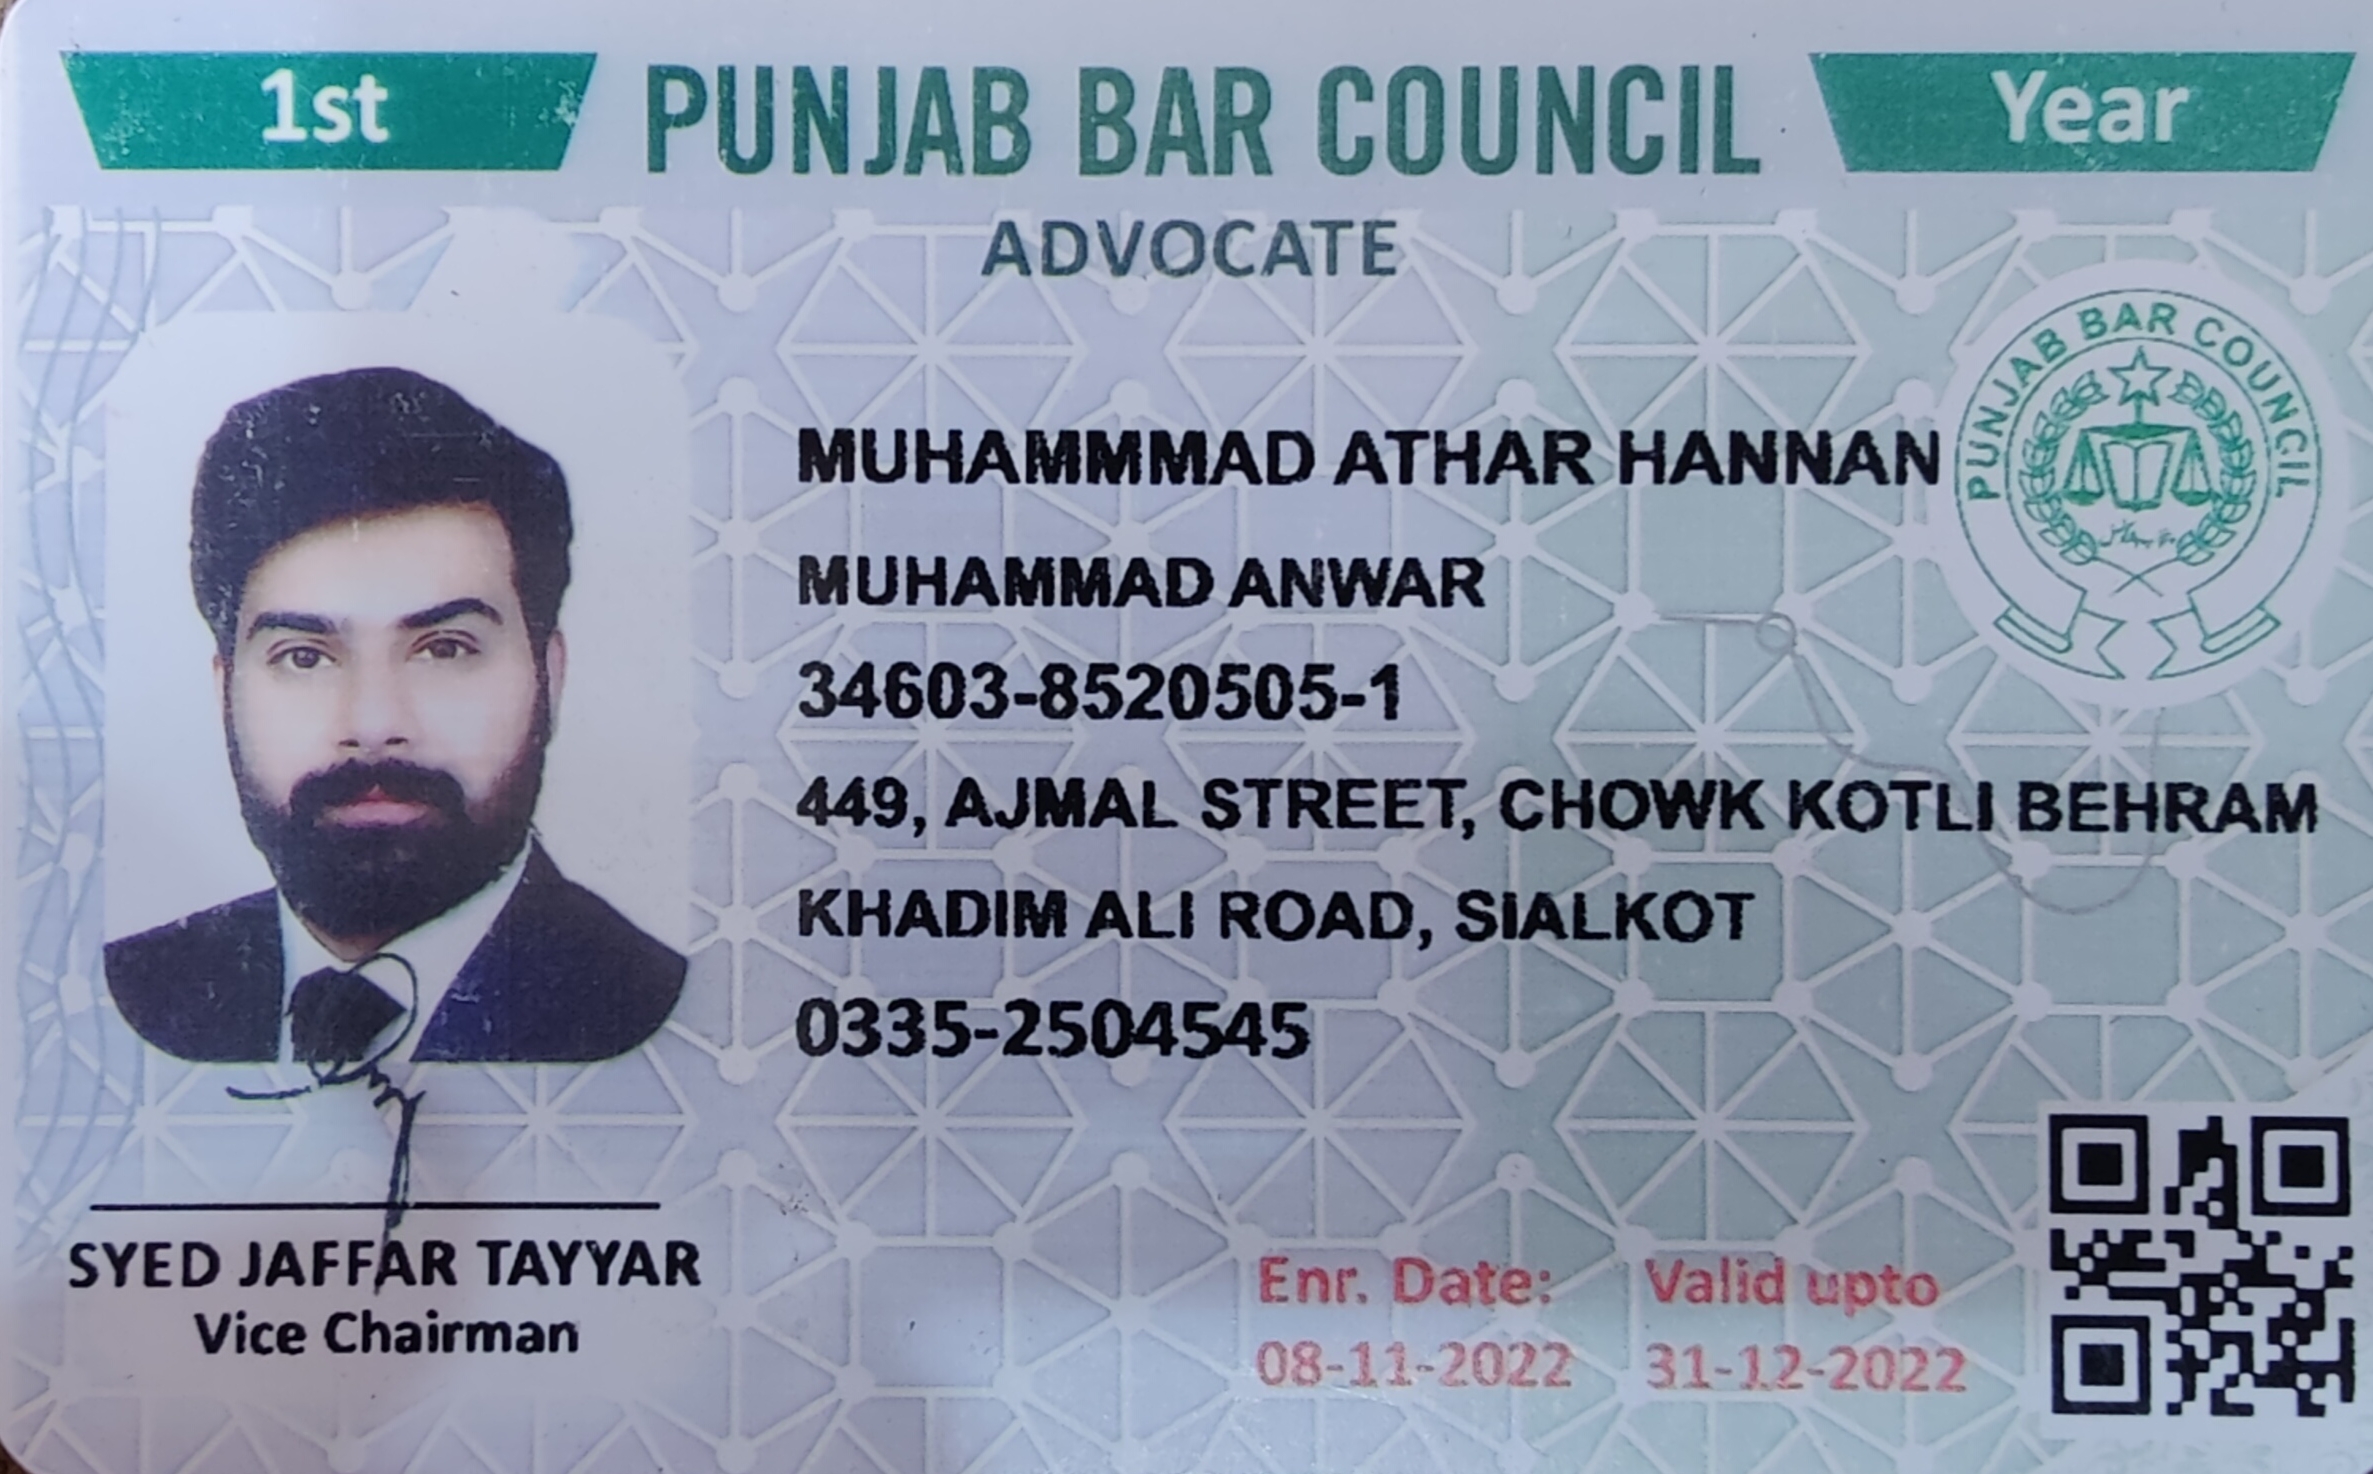 1st PUNJAB BAR COUNCIL Year
ADVOCATE
PUNJAB BAR COUNCIL
MUHAMMMAD ATHAR HANNAN
MUHAMMAD ANWAR
34603-8520505-1
449, AJMAL STREET, CHOWK KOTLI BEHRAM
KHADIM ALI ROAD, SIALKOT
0335-2504545
SYED JAFFAR TAYYAR
Vice Chairman
Enr. Date: Valid upto
08-11-2022 31-12-2022